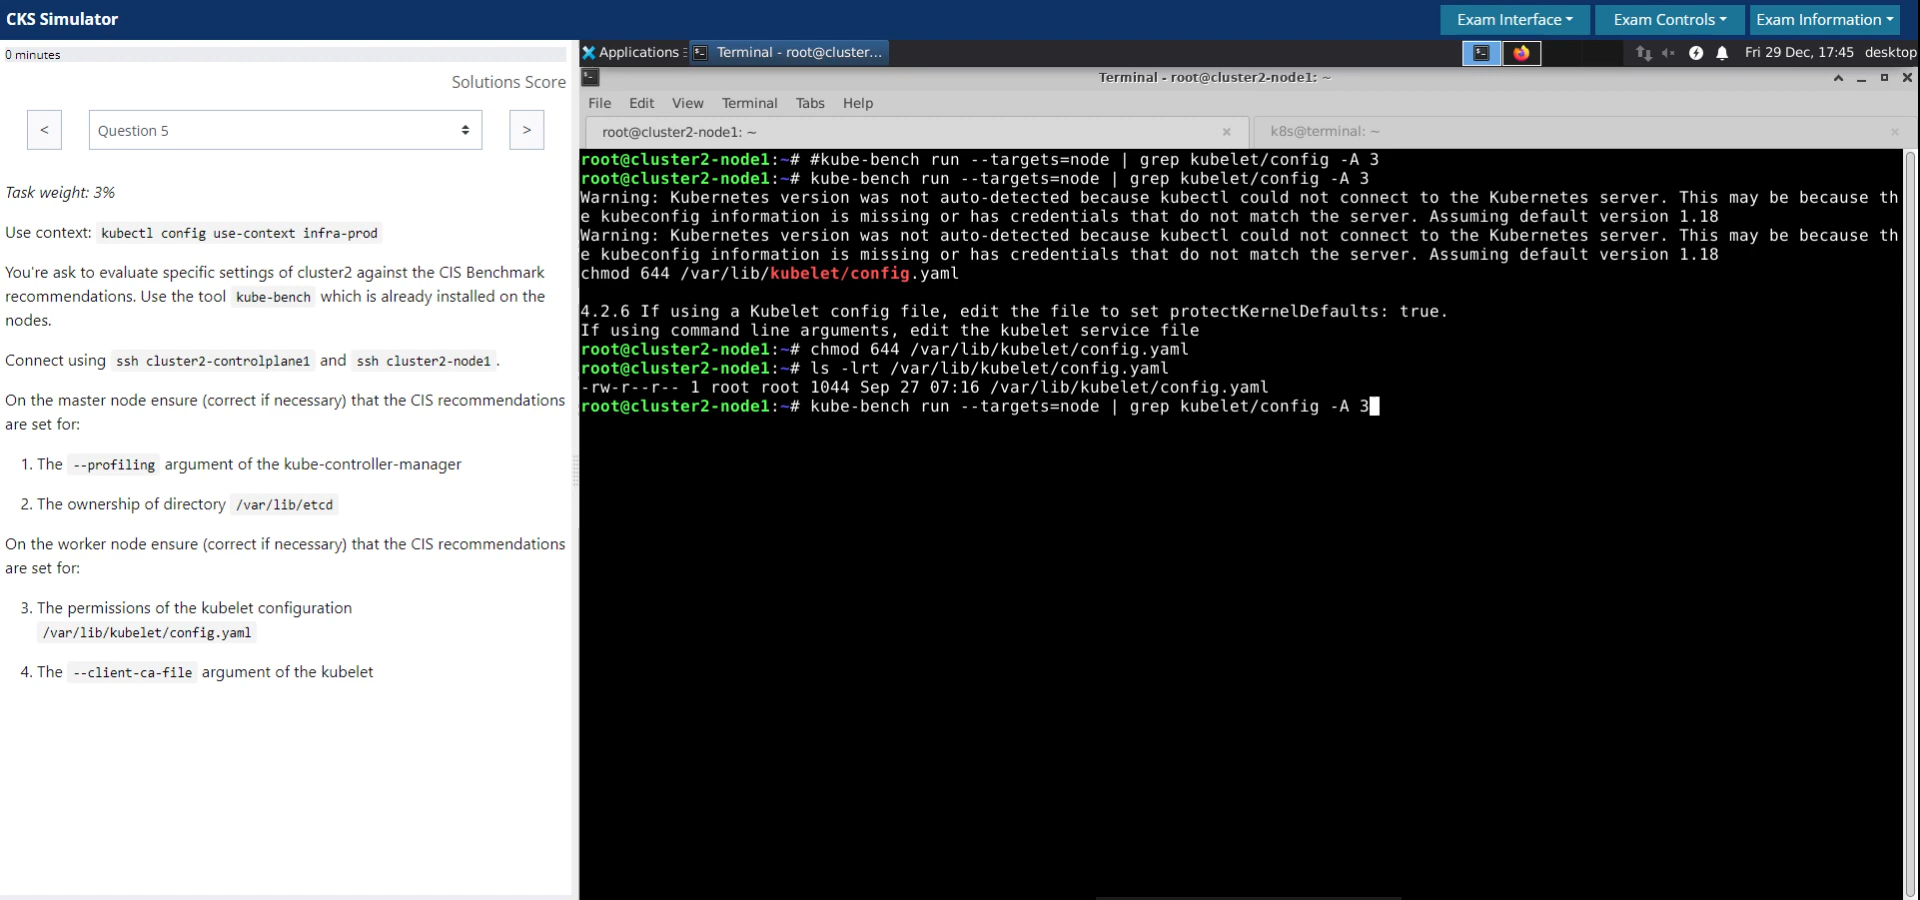 CKS Simulator
Exam Interface
Exam Controls
Exam Information
0 minutes
Solutions Score
<
Question 5
>
Task weight: 3%
Use context: kubectl config use-context infra-prod
You're ask to evaluate specific settings of cluster2 against the CIS Benchmark
recommendations. Use the tool kube-bench which is already installed on the
nodes.
Connect using ssh cluster2-controlplane1 and ssh cluster2-node1 .
On the master node ensure (correct if necessary) that the CIS recommendations
are set for:
1. The --profiling argument of the kube-controller-manager
2. The ownership of directory /var/lib/etcd
On the worker node ensure (correct if necessary) that the CIS recommendations
are set for:
3. The permissions of the kubelet configuration
/var/lib/kubelet/config.yaml
4. The --client-ca-file argument of the kubelet
Applications
Terminal - root@cluster...
Fri 29 Dec, 17:45
desktop
Terminal - root@cluster2-node1: ~
File Edit View Terminal Tabs Help
root@cluster2-node1: ~
k8s@terminal: ~
root@cluster2-node1:~# #kube-bench run --targets=node | grep kubelet/config -A 3
root@cluster2-node1:~# kube-bench run --targets=node | grep kubelet/config -A 3
Warning: Kubernetes version was not auto-detected because kubectl could not connect to the Kubernetes server. This may be because th
e kubeconfig information is missing or has credentials that do not match the server. Assuming default version 1.18
Warning: Kubernetes version was not auto-detected because kubectl could not connect to the Kubernetes server. This may be because th
e kubeconfig information is missing or has credentials that do not match the server. Assuming default version 1.18
chmod 644 /var/lib/kubelet/config.yaml
4.2.6 If using a Kubelet config file, edit the file to set protectKernelDefaults: true.
If using command line arguments, edit the kubelet service file
root@cluster2-node1:~# chmod 644 /var/lib/kubelet/config.yaml
root@cluster2-node1:~# ls -lrt /var/lib/kubelet/config.yaml
-rw-r--r-- 1 root root 1044 Sep 27 07:16 /var/lib/kubelet/config.yaml
root@cluster2-node1:~# kube-bench run --targets=node | grep kubelet/config -A 3